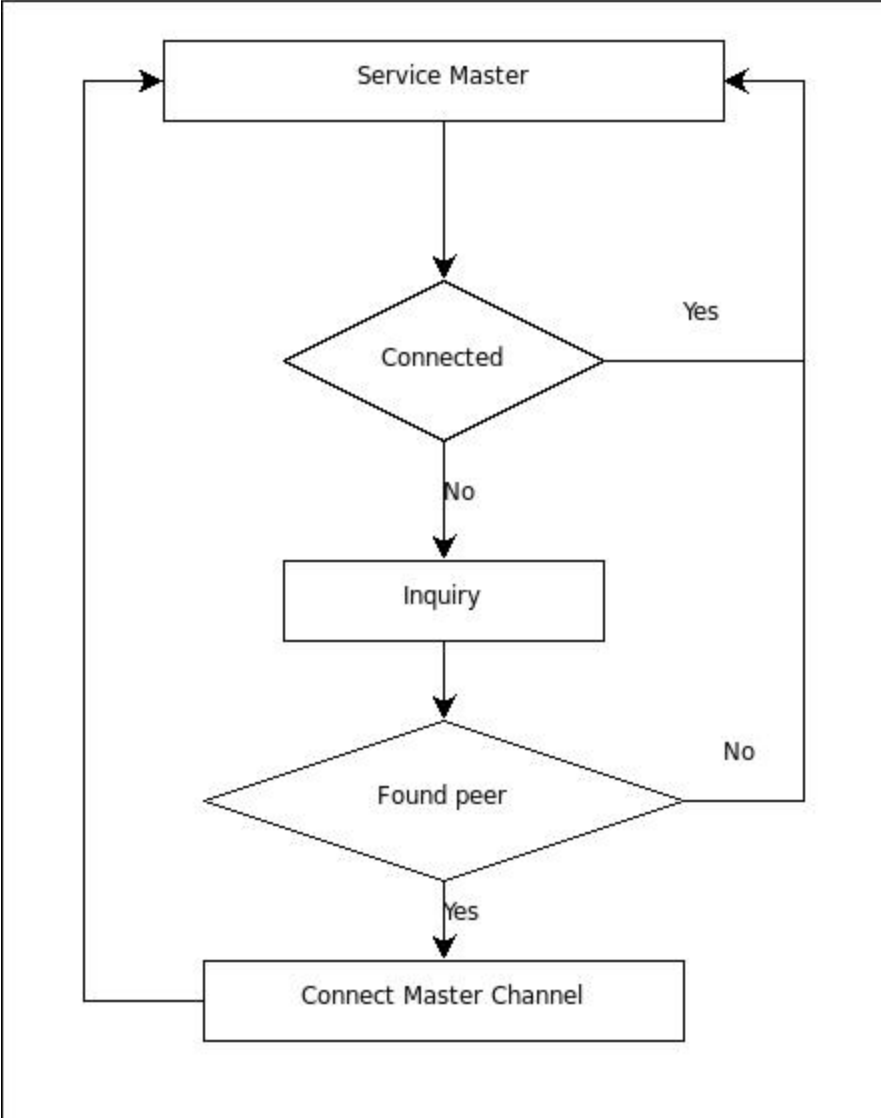 Service Master
Yes
Connected
No
Inquiry
No
Found peer
Yes
Connect Master Channel